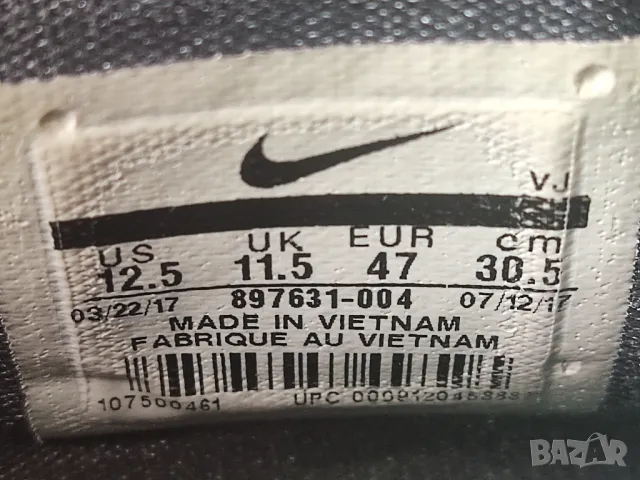 VJ
US UK EUR cm
12.5 11.5 47 30.5
03/22/17 897631-004 07/12/17
MADE IN VIETNAM
FABRIQUE AU VIETNAM
107500461 UPC
BAZAR